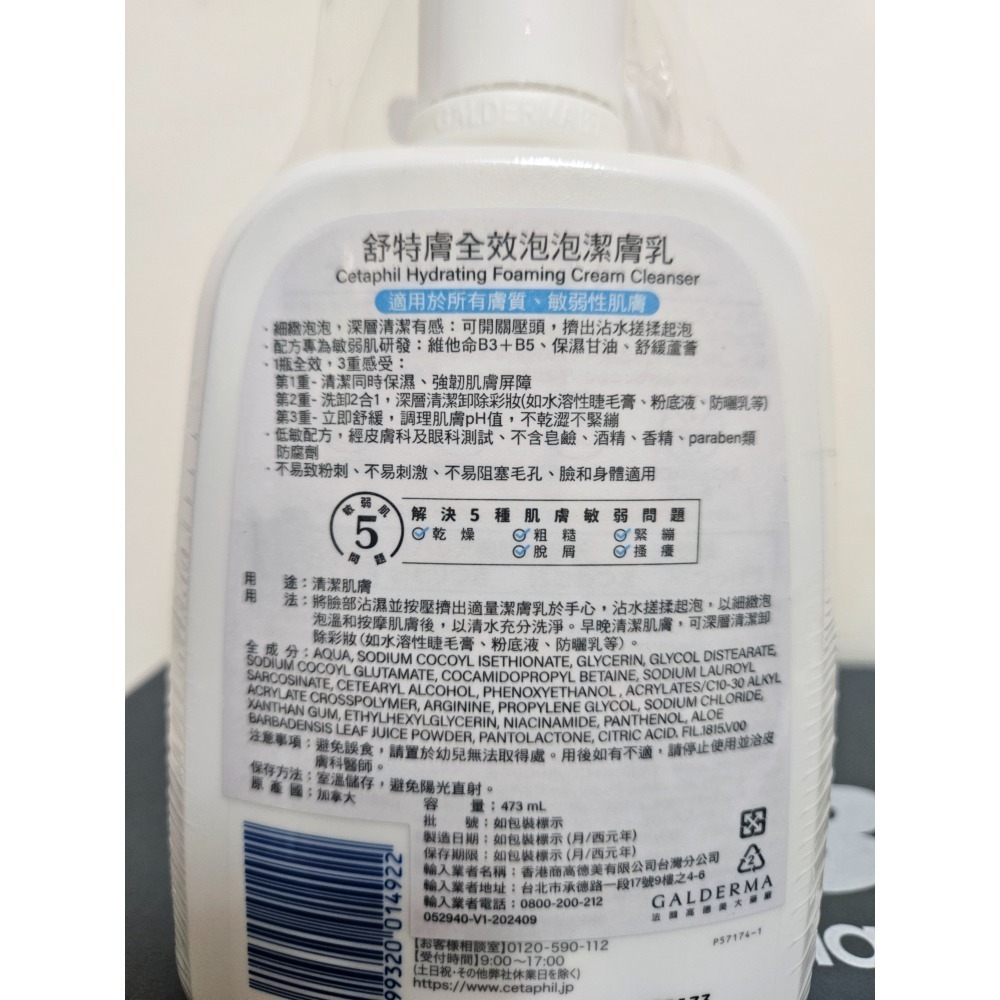 GALDERMA
舒特膚全效泡泡潔膚乳
Cetaphil Hydrating Foaming Cream Cleanser
適用於所有膚質、敏弱性肌膚
·細緻泡泡，深層清潔有感：可開關壓頭，擠出沾水搓揉起泡
·配方專為敏弱肌研發：維他命B3＋B5、保濕甘油、舒緩蘆薈
·1瓶全效，3重感受：
第1重- 清潔同時保濕、強韌肌膚屏障
第2重- 洗卸2合1，深層清潔卸除彩妝(如水溶性睫毛膏、粉底液、防曬乳等)
第3重- 立即舒緩，調理肌膚pH值，不乾澀不緊繃
·低敏配方，經皮膚科及眼科測試、不含皂鹼、酒精、香精、paraben類
防腐劑
·不易致粉刺、不易刺激、不易阻塞毛孔、臉和身體適用
敏弱肌
5
問題
解決5種肌膚敏弱問題
乾燥 粗糙 緊繃
脫屑 搔癢
用途：清潔肌膚
用法：將臉部沾濕並按壓擠出適量潔膚乳於手心，沾水搓揉起泡，以細緻泡
泡溫和按摩肌膚後，以清水充分洗淨。早晚清潔肌膚，可深層清潔卸
除彩妝(如水溶性睫毛膏、粉底液、防曬乳等)。
全成分：AQUA, SODIUM COCOYL ISETHIONATE, GLYCERIN, GLYCOL DISTEARATE,
SODIUM COCOYL GLUTAMATE, COCAMIDOPROPYL BETAINE, SODIUM LAUROYL
SARCOSINATE, CETEARYL ALCOHOL, PHENOXYETHANOL, ACRYLATES/C10-30 ALKYL
ACRYLATE CROSSPOLYMER, ARGININE, PROPYLENE GLYCOL, SODIUM CHLORIDE,
XANTHAN GUM, ETHYLHEXYLGLYCERIN, NIACINAMIDE, PANTHENOL, ALOE
BARBADENSIS LEAF JUICE POWDER, PANTOLACTONE, CITRIC ACID. FIL.1815.V00
注意事項：避免誤食，請置於幼兒無法取得處。用後如有不適，請停止使用並洽皮
膚科醫師。
保存方法：室溫儲存，避免陽光直射。
原產國：加拿大
容量：473 mL
批號：如包裝標示
製造日期：如包裝標示 (月/西元年)
保存期限：如包裝標示 (月/西元年)
輸入業者名稱：香港商高德美有限公司台灣分公司
輸入業者地址：台北市承德路一段17號9樓之4-6
輸入業者電話：0800-200-212
052940-V1-202409
2
GALDERMA
法國高德美大藥廠
P57174-1
99320 014922
【お客様相談室】0120-590-112
【受付時間】9:00～17:00
(土日祝・その他弊社休業日を除く)
https://www.cetaphil.jp